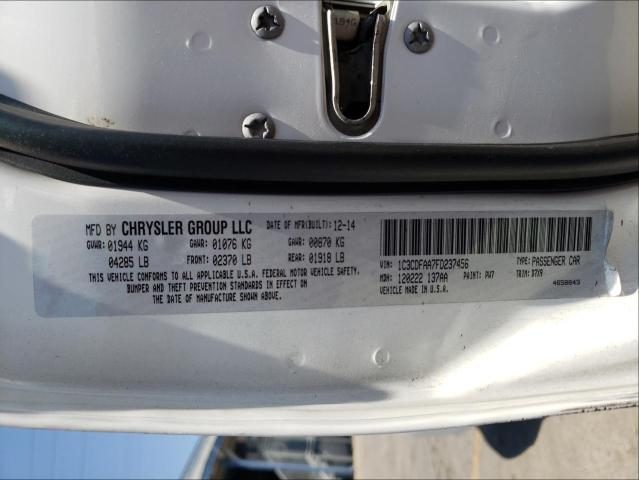 MFD BY CHRYSLER GROUP LLC DATE OF MFR(BUILT): 12-14
GVWR: 01944 KG GAWR: 01076 KG GAWR: 00870 KG
04285 LB FRONT: 02370 LB REAR: 01918 LB
THIS VEHICLE CONFORMS TO ALL APPLICABLE U.S.A. FEDERAL MOTOR VEHICLE SAFETY,
BUMPER AND THEFT PREVENTION STANDARDS IN EFFECT ON
THE DATE OF MANUFACTURE SHOWN ABOVE.
VIN: 1C3CDFAA7FD237456 TYPE: PASSENGER CAR
MDH: 120222 137AA PAINT: PW7 TRIM: D7X9
VEHICLE MADE IN U.S.A. 4658843